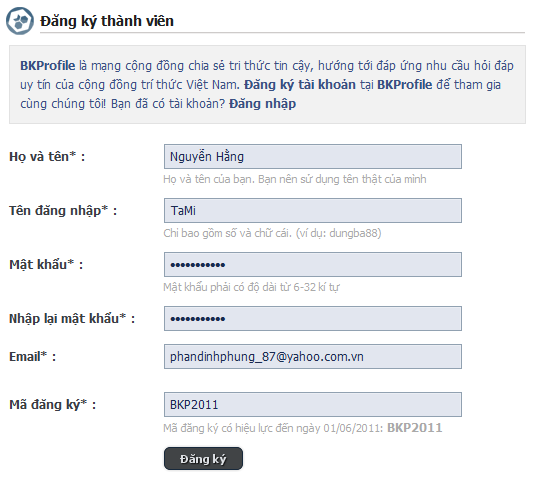 Đăng ký thành viên
BKProfile là mạng cộng đồng chia sẻ tri thức tin cậy, hướng tới đáp ứng nhu cầu hỏi đáp
uy tín của cộng đồng trí thức Việt Nam. Đăng ký tài khoản tại BKProfile để tham gia
cùng chúng tôi! Bạn đã có tài khoản? Đăng nhập
Họ và tên* : Nguyễn Hằng
Họ và tên của bạn. Bạn nên sử dụng tên thật của mình
Tên đăng nhập* : TaMi
Chỉ bao gồm số và chữ cái. (ví dụ: dungba88)
Mật khẩu* : •••••••••••
Mật khẩu phải có độ dài từ 6-32 kí tự
Nhập lại mật khẩu* : •••••••••••
Email* : phandinhphung_87@yahoo.com.vn
Mã đăng ký* : BKP2011
Mã đăng ký có hiệu lực đến ngày 01/06/2011: BKP2011
Đăng ký